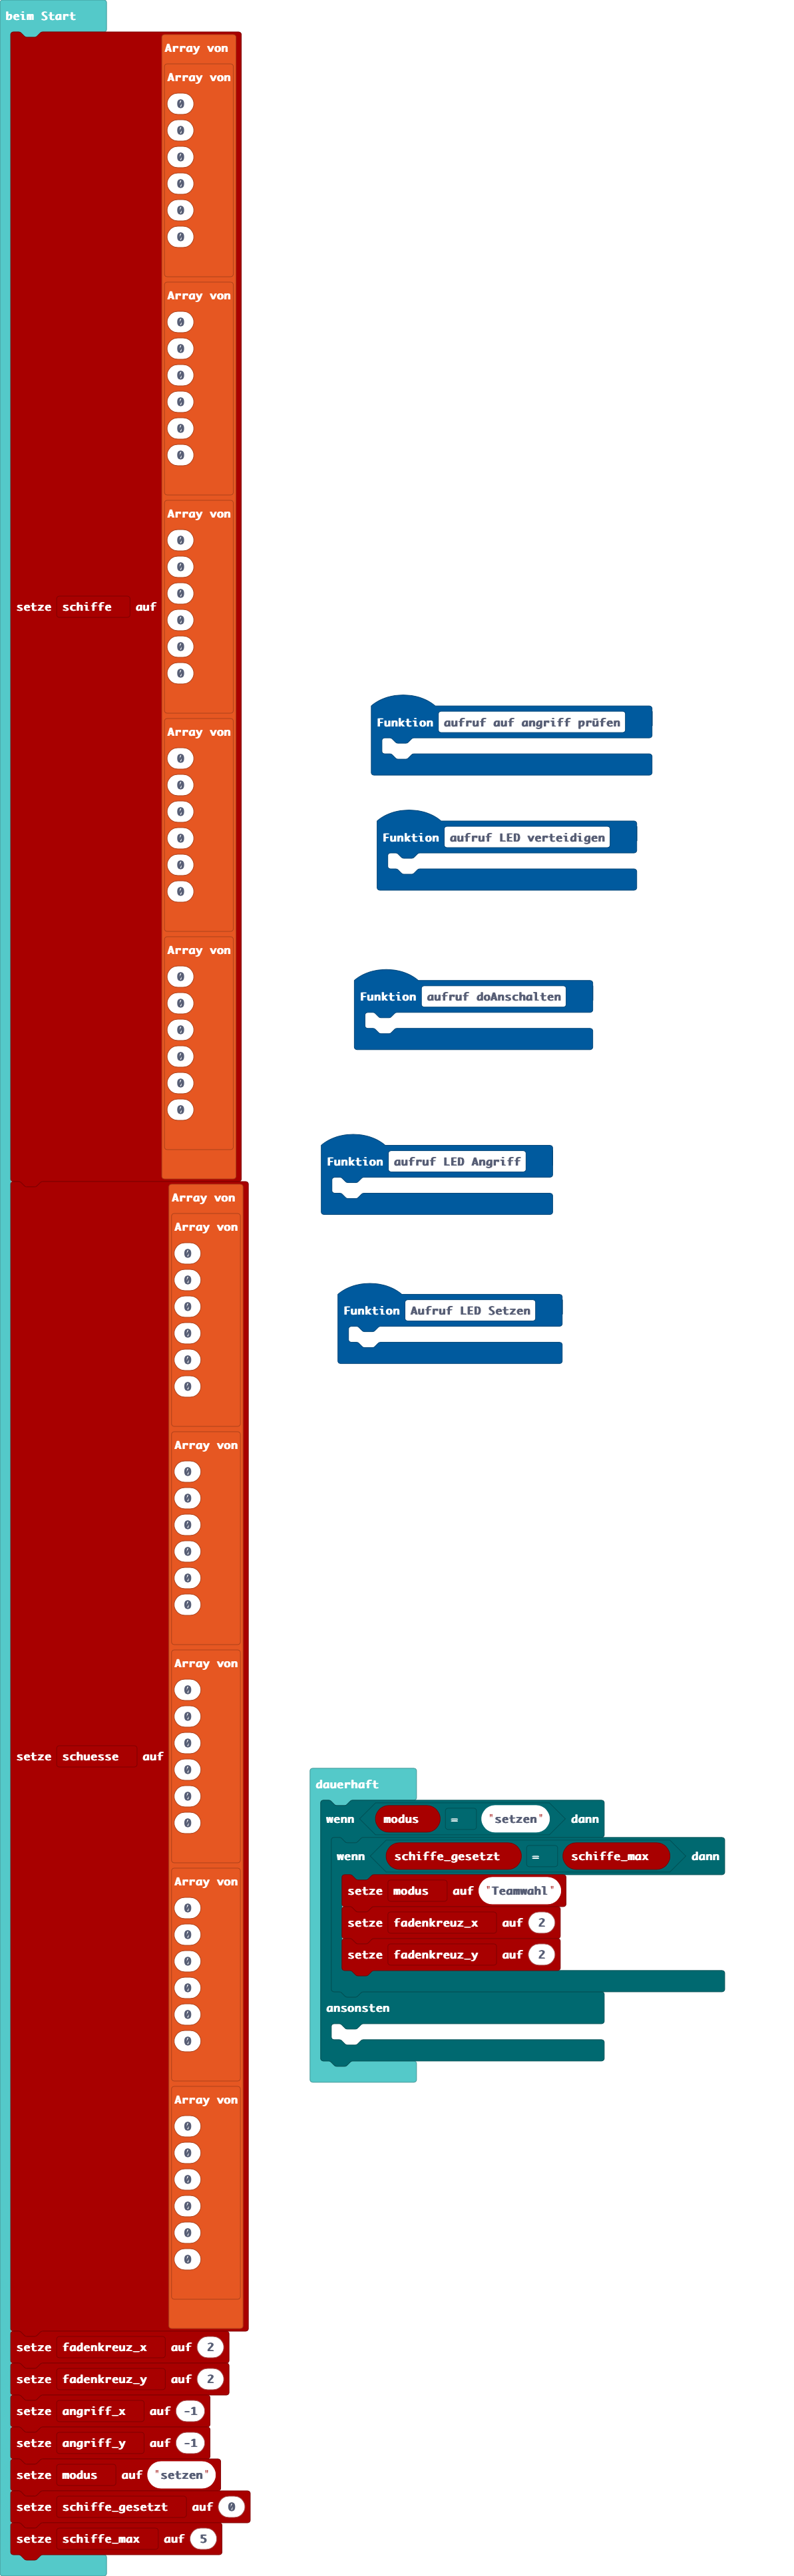 beim Start
Array von
Array von
0
0
0
0
0
0
Array von
0
0
0
0
0
0
Array von
0
0
0
0
0
0
setze schiffe auf
Array von
0
0
0
0
0
0
Array von
0
0
0
0
0
0
Array von
Array von
0
0
0
0
0
0
Array von
0
0
0
0
0
0
Array von
0
0
0
0
0
0
setze schuesse auf
Array von
0
0
0
0
0
0
Array von
0
0
0
0
0
0
setze fadenkreuz_x auf 2
setze fadenkreuz_y auf 2
setze angriff_x auf -1
setze angriff_y auf -1
setze modus auf "setzen"
setze schiffe_gesetzt auf 0
setze schiffe_max auf 5
Funktion aufruf auf angriff prüfen
Funktion aufruf LED verteidigen
Funktion aufruf doAnschalten
Funktion aufruf LED Angriff
Funktion Aufruf LED Setzen
dauerhaft
wenn modus = "setzen" dann
wenn schiffe_gesetzt = schiffe_max dann
setze modus auf "Teamwahl"
setze fadenkreuz_x auf 2
setze fadenkreuz_y auf 2
ansonsten